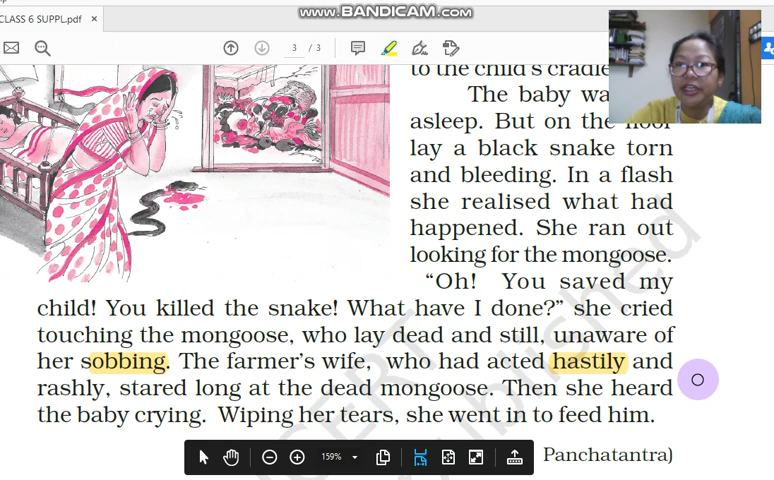 WWW.BANDICAM.COM
CLASS 6 SUPPL.pdf ×
3 / 3
to the child's cradle
The baby wa
asleep. But on the floor
lay a black snake torn
and bleeding. In a flash
she realised what had
happened. She ran out
looking for the mongoose.
“Oh! You saved my
child! You killed the snake! What have I done?” she cried
touching the mongoose, who lay dead and still, unaware of
her sobbing. The farmer's wife, who had acted hastily and
rashly, stared long at the dead mongoose. Then she heard
the baby crying. Wiping her tears, she went in to feed him.
159%
Panchatantra)